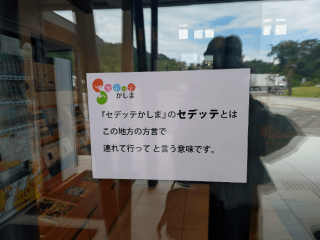 セデッテ
かしま
『セデッテかしま』のセデッテとは
この地方の方言で
連れて行って と言う意味です。